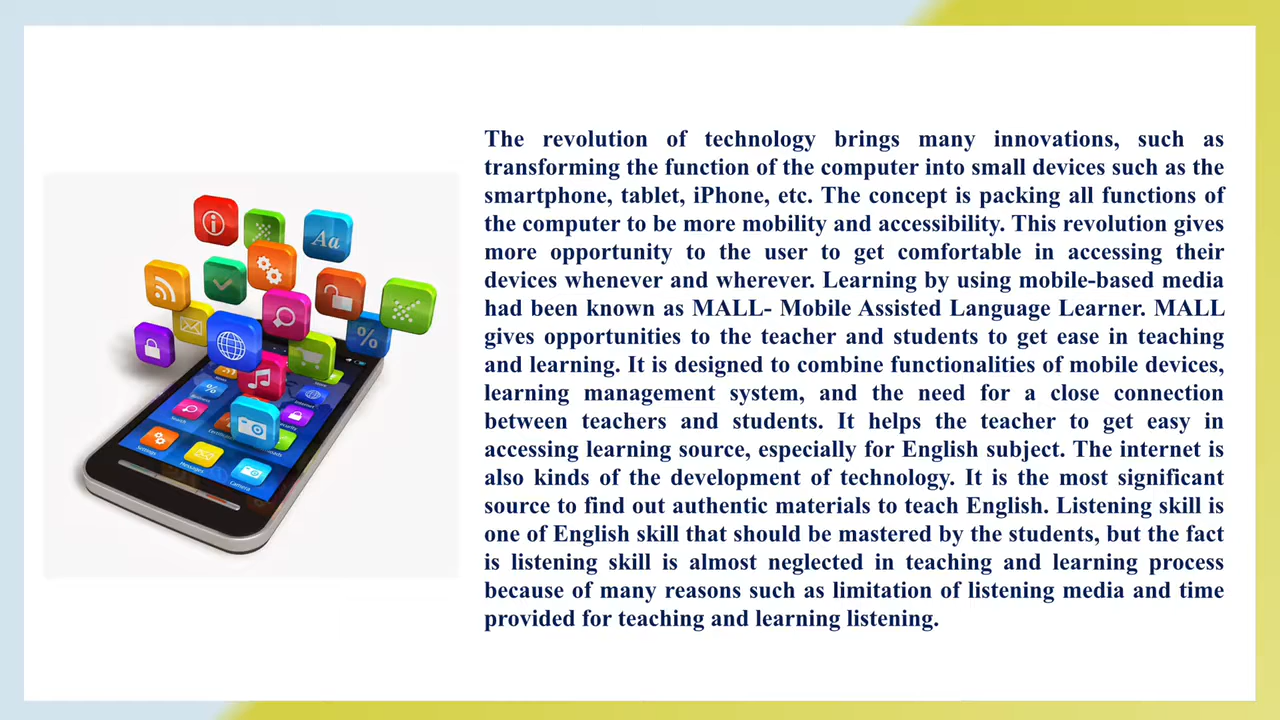 The revolution of technology brings many innovations, such as
transforming the function of the computer into small devices such as the
smartphone, tablet, iPhone, etc. The concept is packing all functions of
the computer to be more mobility and accessibility. This revolution gives
more opportunity to the user to get comfortable in accessing their
devices whenever and wherever. Learning by using mobile-based media
had been known as MALL- Mobile Assisted Language Learner. MALL
gives opportunities to the teacher and students to get ease in teaching
and learning. It is designed to combine functionalities of mobile devices,
learning management system, and the need for a close connection
between teachers and students. It helps the teacher to get easy in
accessing learning source, especially for English subject. The internet is
also kinds of the development of technology. It is the most significant
source to find out authentic materials to teach English. Listening skill is
one of English skill that should be mastered by the students, but the fact
is listening skill is almost neglected in teaching and learning process
because of many reasons such as limitation of listening media and time
provided for teaching and learning listening.
Aa
%
%
Search
Settings
Messages
Camera